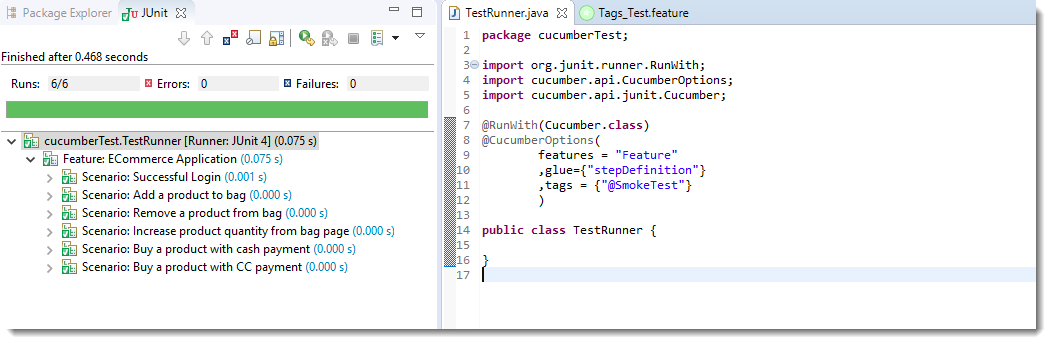 Package Explorer JUnit
Finished after 0.468 seconds
Runs: 6/6 Errors: 0 Failures: 0
cucumberTest.TestRunner [Runner: JUnit 4] (0.075 s)
Feature: ECommerce Application (0.075 s)
Scenario: Successful Login (0.001 s)
Scenario: Add a product to bag (0.000 s)
Scenario: Remove a product from bag (0.000 s)
Scenario: Increase product quantity from bag page (0.000 s)
Scenario: Buy a product with cash payment (0.000 s)
Scenario: Buy a product with CC payment (0.000 s)
TestRunner.java Tags_Test.feature
1 package cucumberTest;
2
3 import org.junit.runner.RunWith;
4 import cucumber.api.CucumberOptions;
5 import cucumber.api.junit.Cucumber;
6
7 @RunWith(Cucumber.class)
8 @CucumberOptions(
9 features = "Feature"
10 ,glue={"stepDefinition"}
11 ,tags = {"@SmokeTest"}
12 )
13
14 public class TestRunner {
15
16 }
17